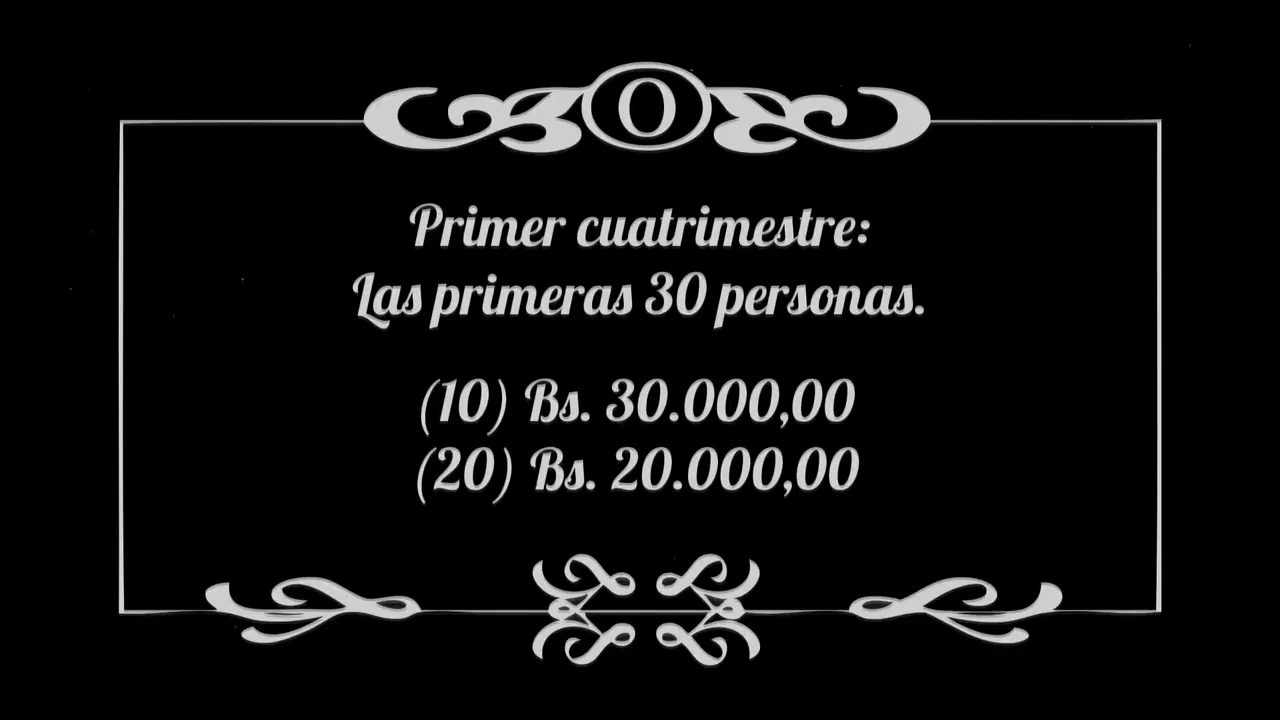 O
Primer cuatrimestre:
Las primeras 30 personas.
(10) Bs. 30.000,00
(20) Bs. 20.000,00